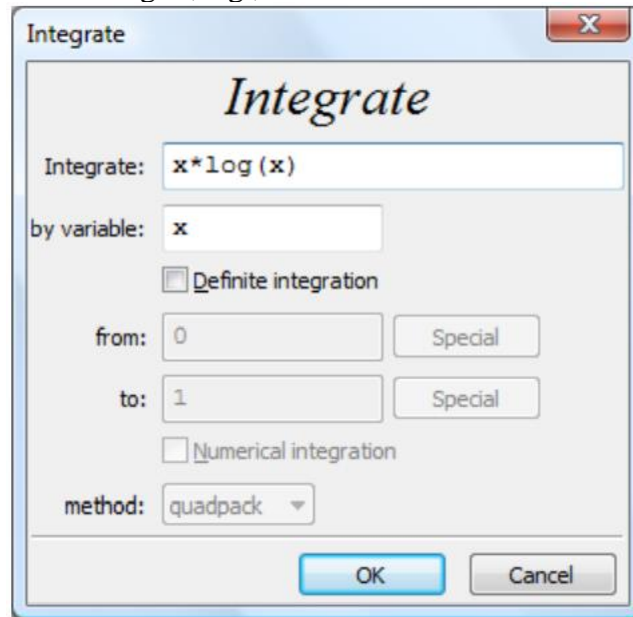 Integrate
Integrate
Integrate: x*log(x)
by variable: x
Definite integration
from: 0 Special
to: 1 Special
Numerical integration
method: quadpack
OK Cancel